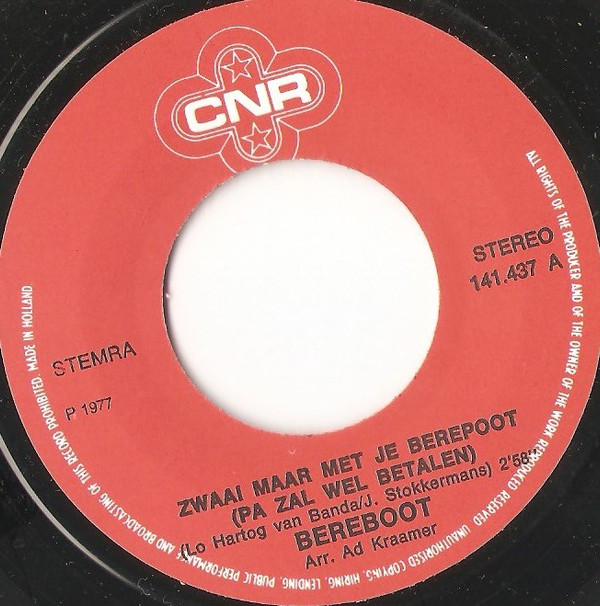 CNR
STEREO
141.437 A
STEMRA
P 1977
ZWAAI MAAR MET JE BEREPOOT
(PA ZAL WEL BETALEN)
(Lo Hartog van Banda/J. Stokkermans) 2'58"
BEREBOOT
Arr. Ad Kraamer
ALL RIGHTS OF THE PRODUCER AND OF THE OWNER OF THE WORK REPRODUCED RESERVED. UNAUTHORISED COPYING, HIRING, LENDING, PUBLIC PERFORMANCE AND BROADCASTING OF THIS RECORD PROHIBITED. MADE IN HOLLAND.